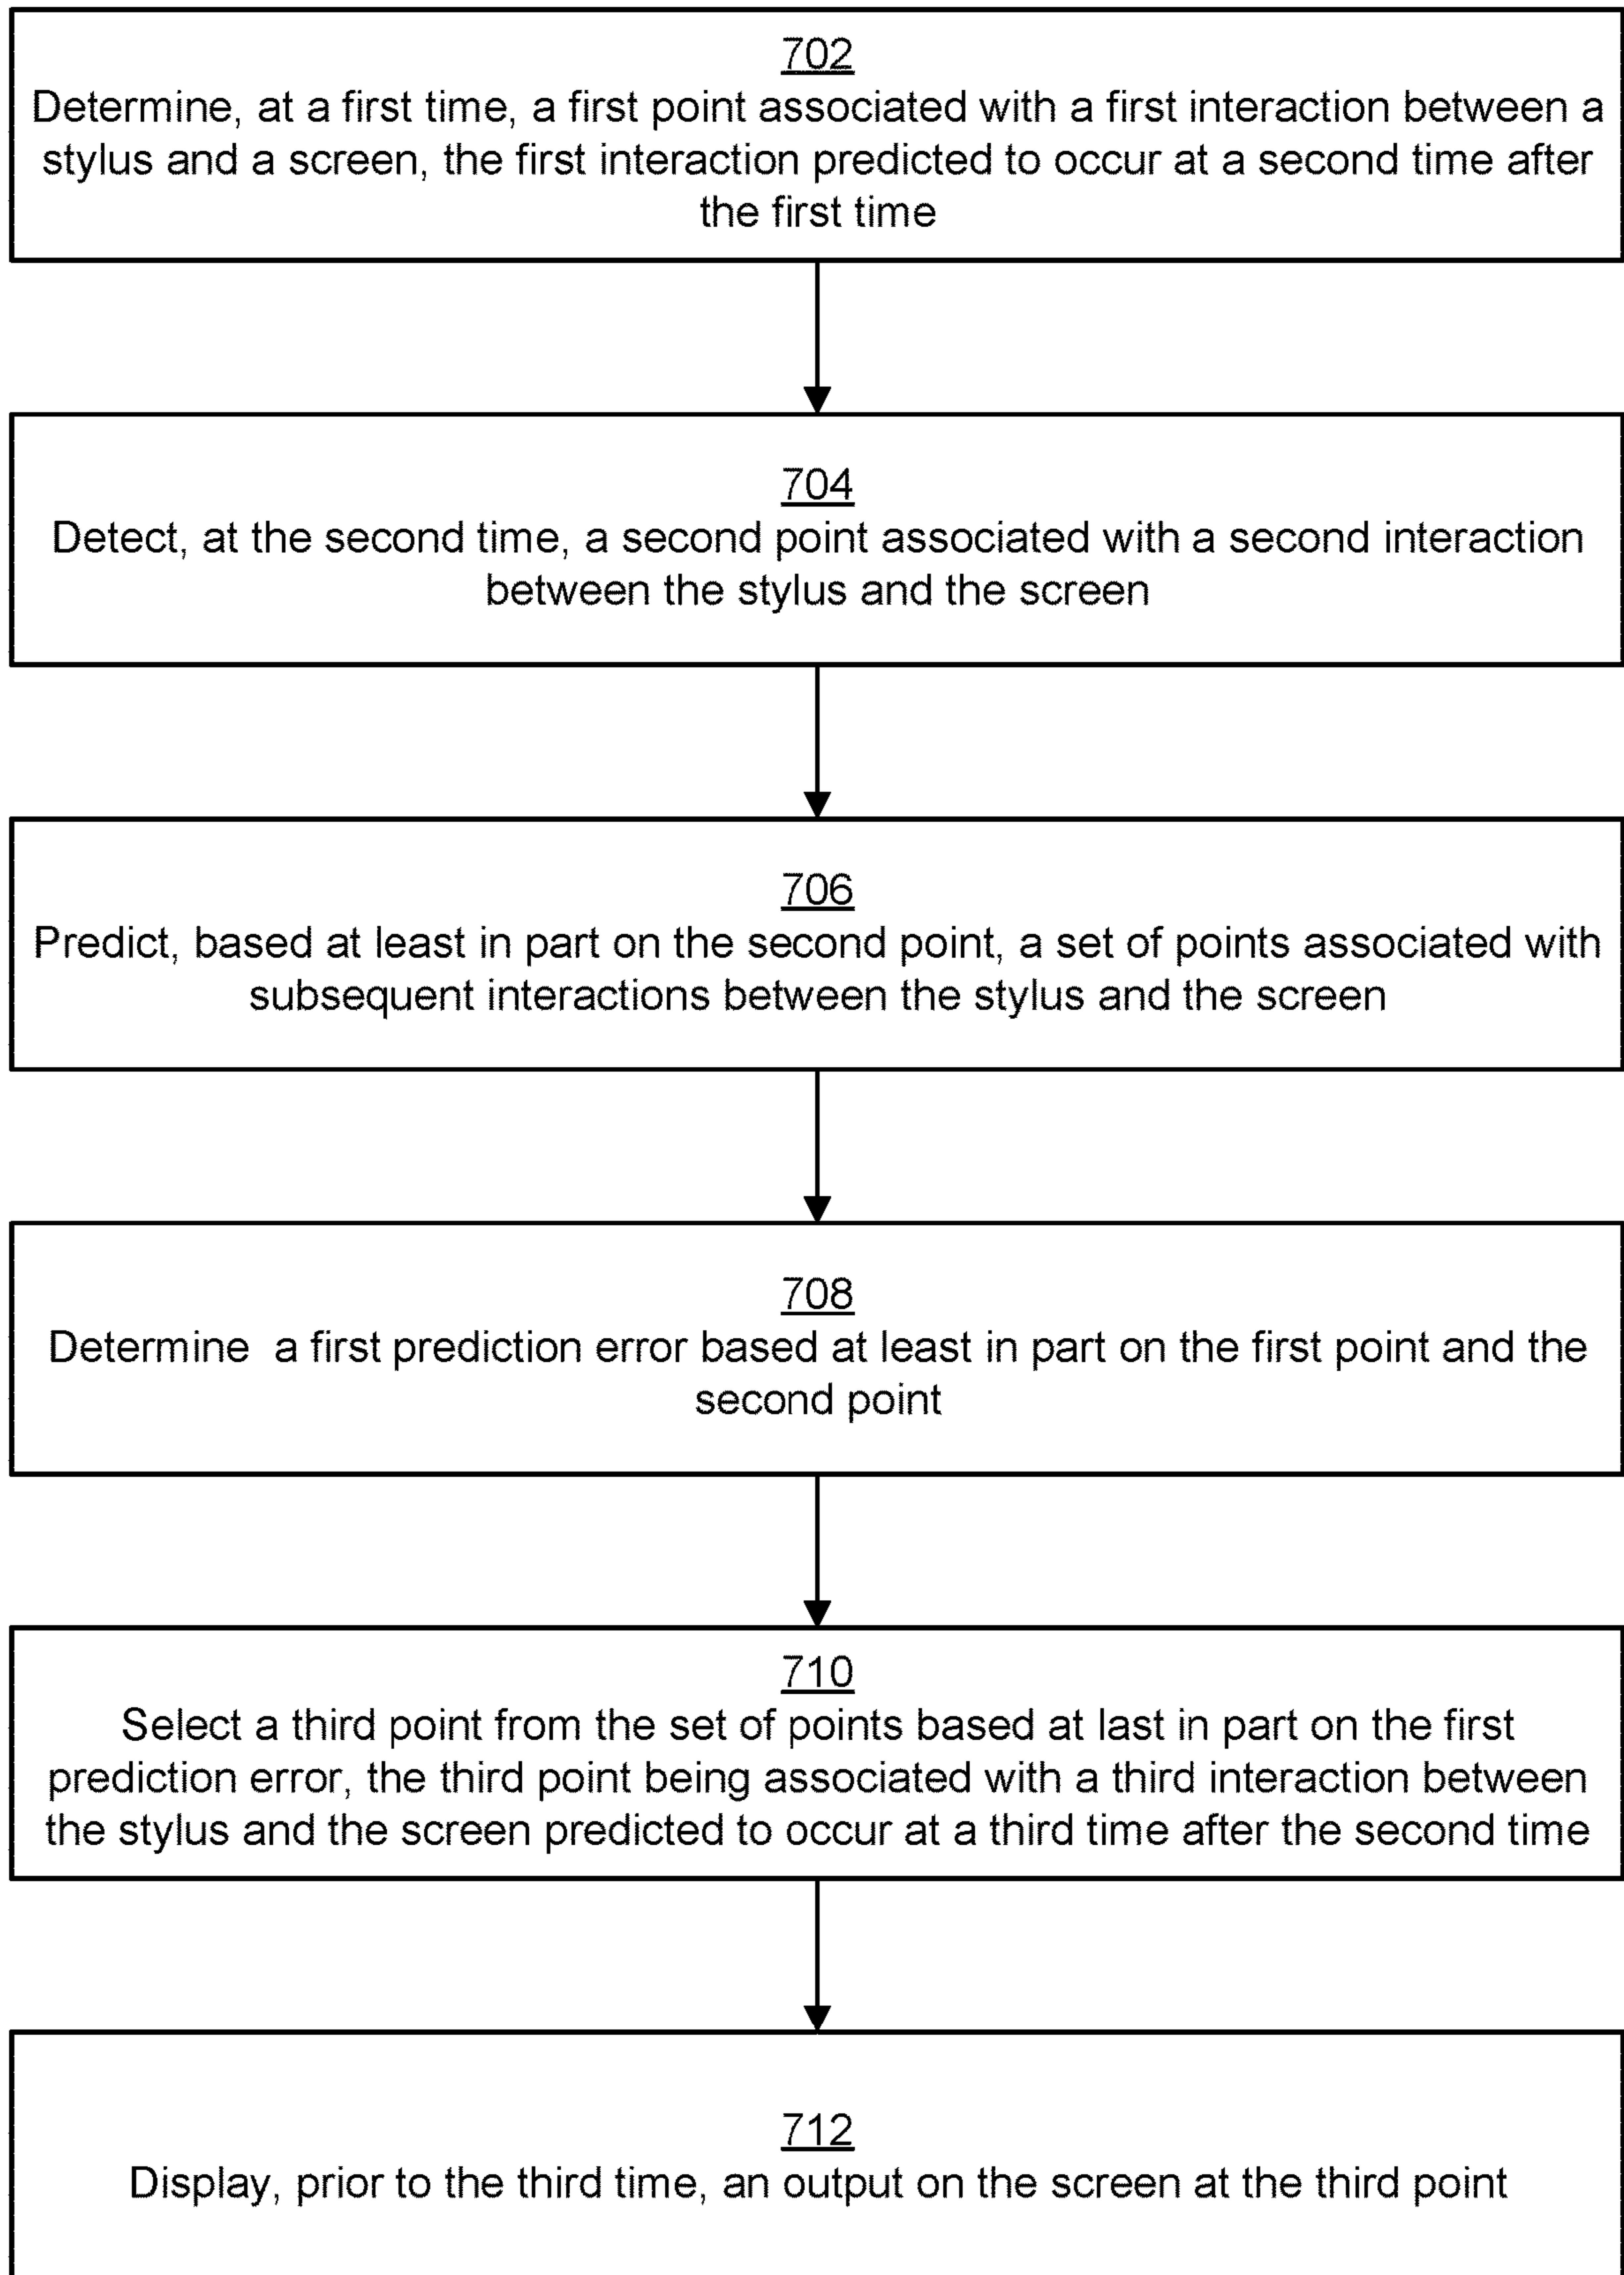 702
Determine, at a first time, a first point associated with a first interaction between a
stylus and a screen, the first interaction predicted to occur at a second time after
the first time
704
Detect, at the second time, a second point associated with a second interaction
between the stylus and the screen
706
Predict, based at least in part on the second point, a set of points associated with
subsequent interactions between the stylus and the screen
708
Determine a first prediction error based at least in part on the first point and the
second point
710
Select a third point from the set of points based at last in part on the first
prediction error, the third point being associated with a third interaction between
the stylus and the screen predicted to occur at a third time after the second time
712
Display, prior to the third time, an output on the screen at the third point